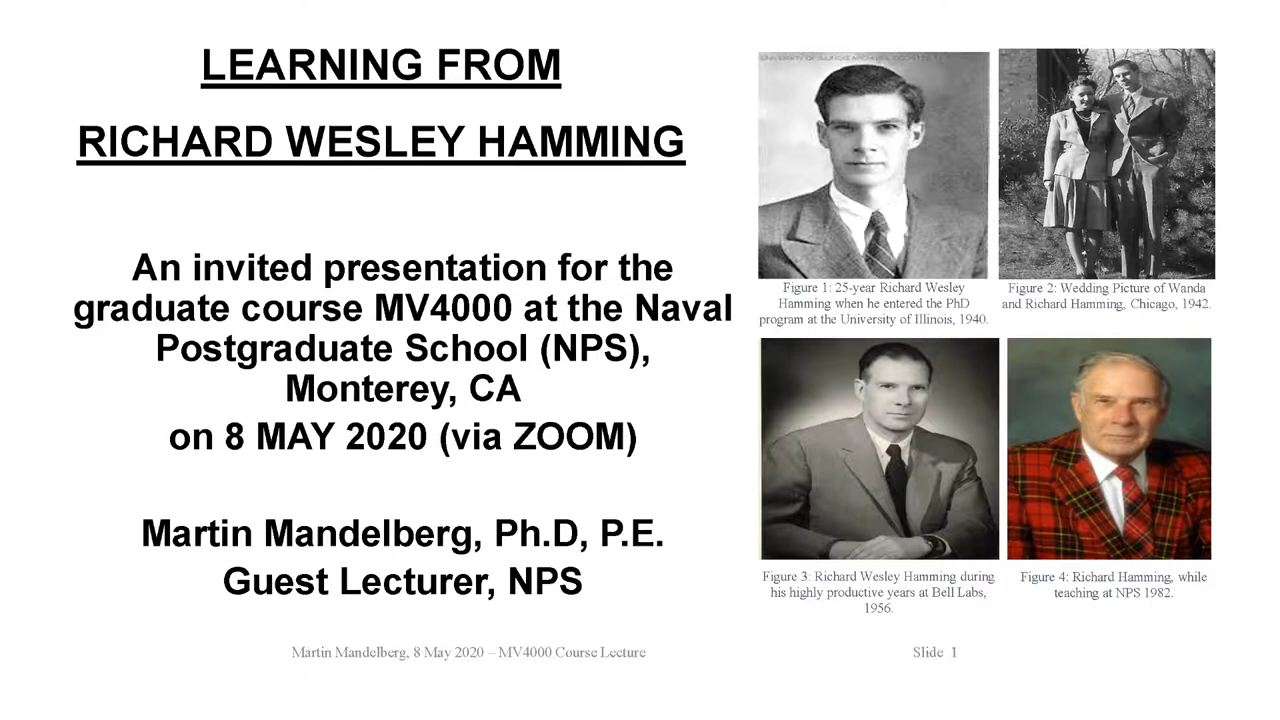 LEARNING FROM
RICHARD WESLEY HAMMING
An invited presentation for the
graduate course MV4000 at the Naval
Postgraduate School (NPS),
Monterey, CA
on 8 MAY 2020 (via ZOOM)
Martin Mandelberg, Ph.D, P.E.
Guest Lecturer, NPS
Figure 1: 25-year Richard Wesley
Hamming when he entered the PhD
program at the University of Illinois, 1940.
Figure 2: Wedding Picture of Wanda
and Richard Hamming, Chicago, 1942.
Figure 3: Richard Wesley Hamming during
his highly productive years at Bell Labs,
1956.
Figure 4: Richard Hamming, while
teaching at NPS 1982.
Martin Mandelberg, 8 May 2020 – MV4000 Course Lecture
Slide 1